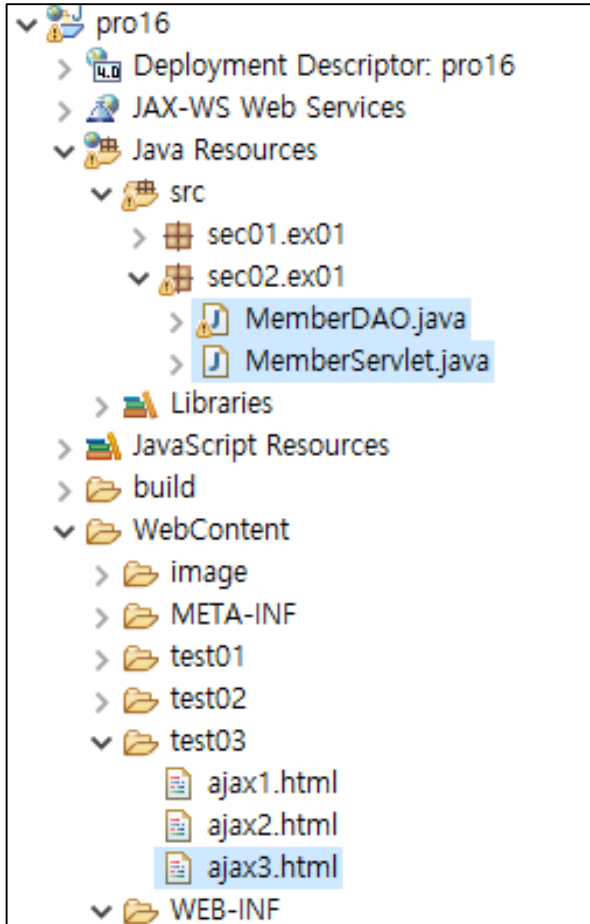 pro16
4.0 Deployment Descriptor: pro16
JAX-WS Web Services
Java Resources
src
sec01.ex01
sec02.ex01
J MemberDAO.java
J MemberServlet.java
Libraries
JavaScript Resources
build
WebContent
image
META-INF
test01
test02
test03
ajax1.html
ajax2.html
ajax3.html
WEB-INF